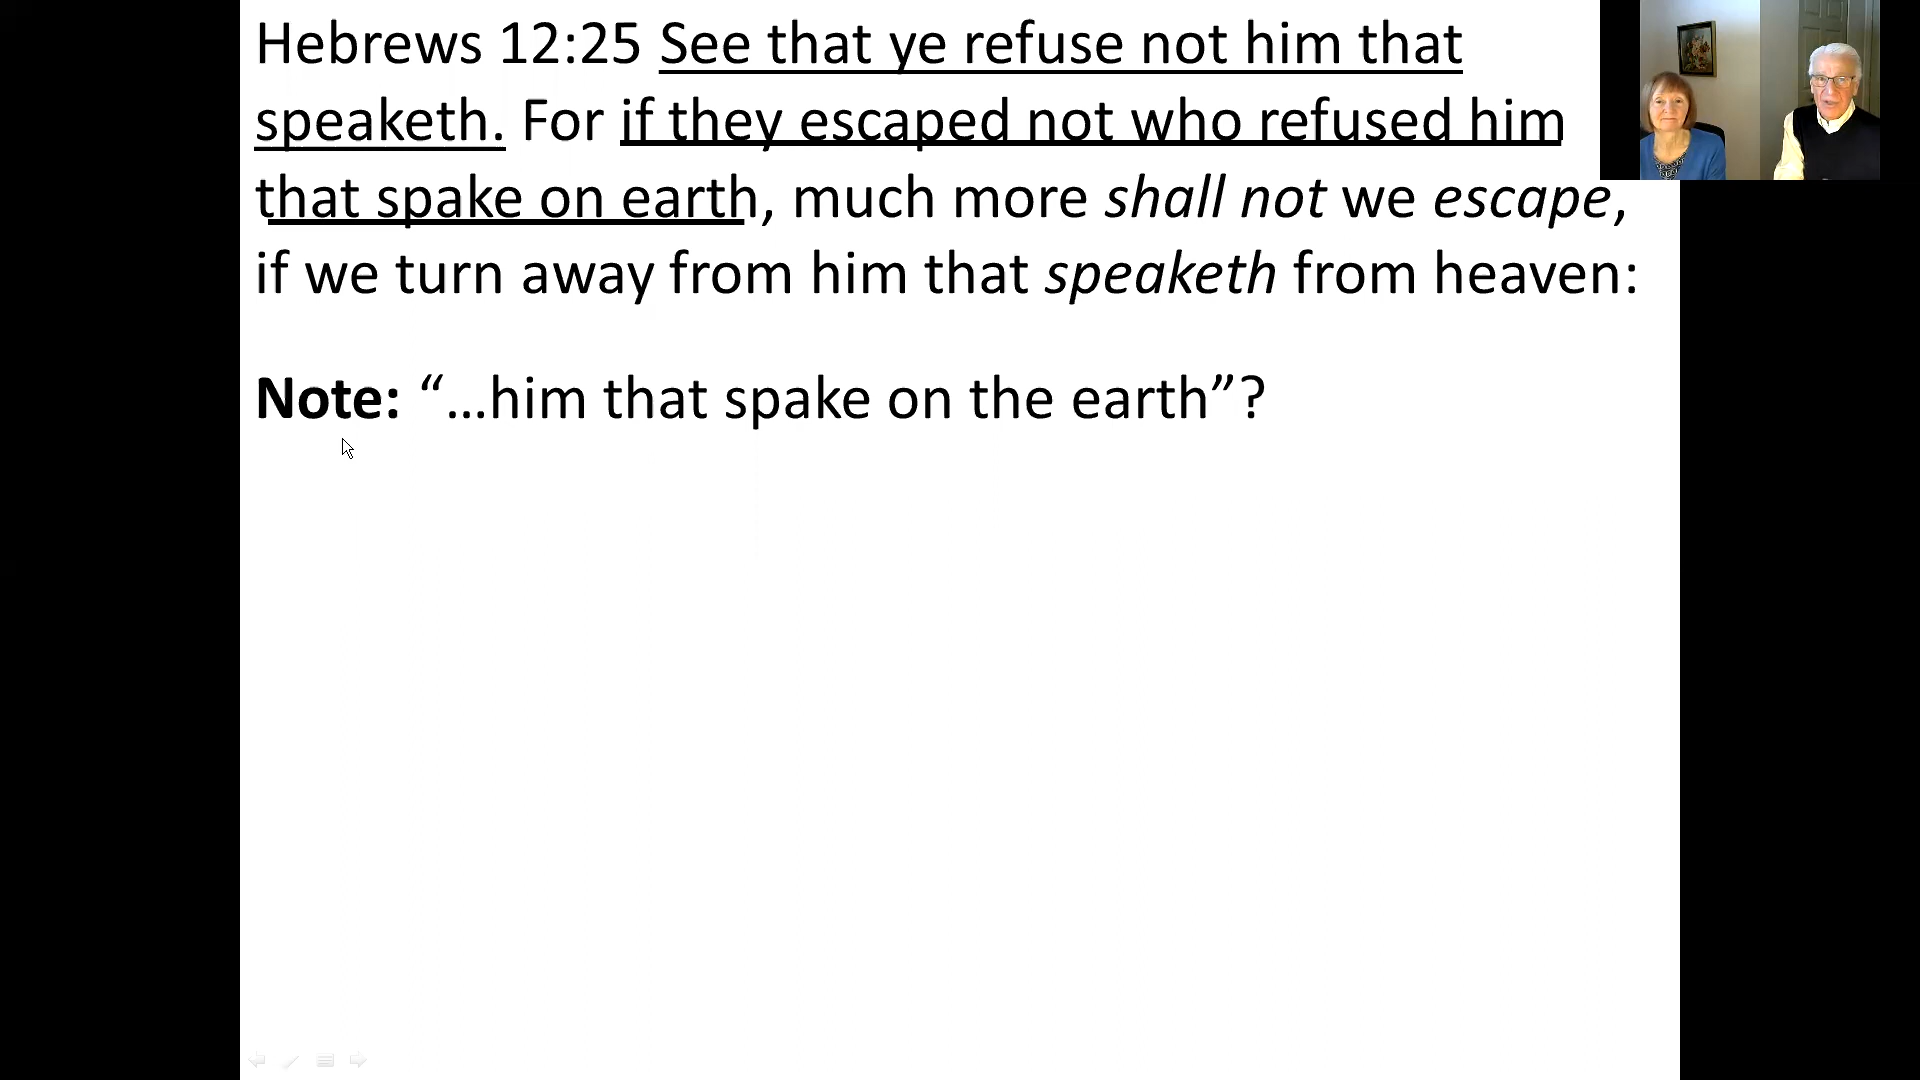 Hebrews 12:25 See that ye refuse not him that
speaketh. For if they escaped not who refused him
that spake on earth, much more shall not we escape,
if we turn away from him that speaketh from heaven:
Note: “…him that spake on the earth”?